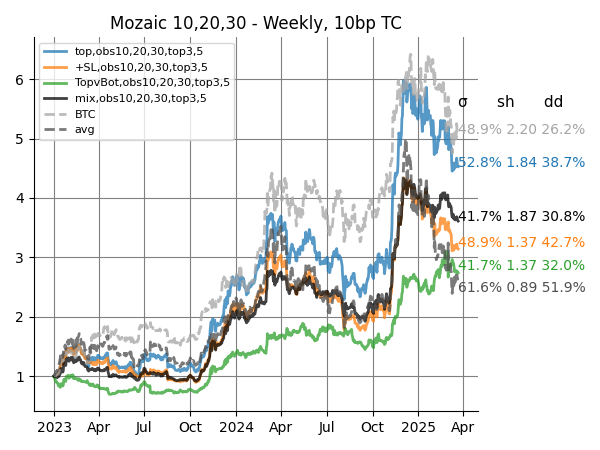 Mozaic 10,20,30 - Weekly, 10bp TC
top,obs10,20,30,top3,5
+SL,obs10,20,30,top3,5
TopvBot,obs10,20,30,top3,5
mix,obs10,20,30,top3,5
BTC
avg
6
5
4
3
2
1
σ sh dd
48.9% 2.20 26.2%
52.8% 1.84 38.7%
41.7% 1.87 30.8%
48.9% 1.37 42.7%
41.7% 1.37 32.0%
61.6% 0.89 51.9%
2023 Apr Jul Oct 2024 Apr Jul Oct 2025 Apr